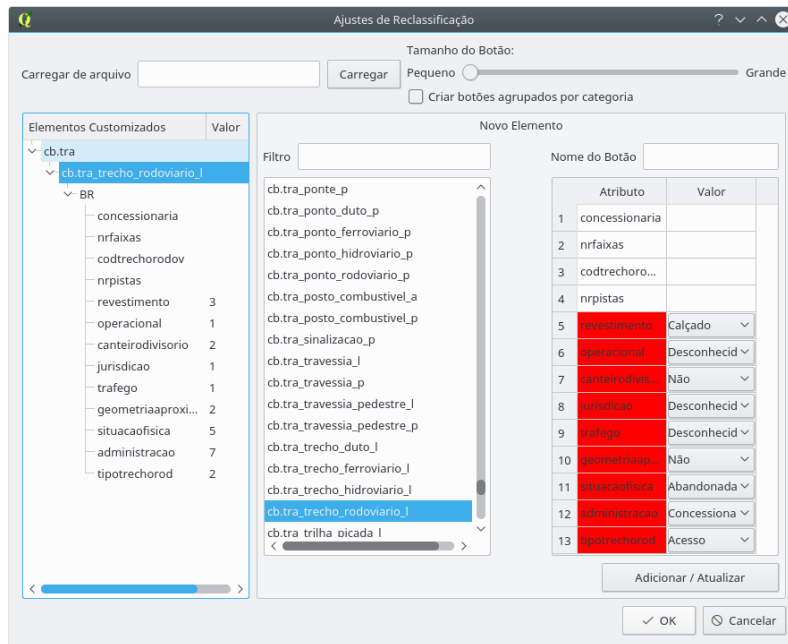 Ajustes de Reclassificação
Tamanho do Botão:
Carregar de arquivo Carregar Pequeno Grande
Criar botões agrupados por categoria
Elementos Customizados Valor
cb.tra
cb.tra_trecho_rodoviario_l
BR
concessionaria
nrfaixas
codtrechorodov
nrpistas
revestimento 3
operacional 1
canteirodivisorio 2
jurisdicao 1
trafego 1
geometriaaproxi... 2
situacaofisica 5
administracao 7
tipotrechorod 2
Novo Elemento
Filtro
cb.tra_ponte_p
cb.tra_ponto_duto_p
cb.tra_ponto_ferroviario_p
cb.tra_ponto_hidroviario_p
cb.tra_ponto_rodoviario_p
cb.tra_posto_combustivel_a
cb.tra_posto_combustivel_p
cb.tra_sinalizacao_p
cb.tra_travessia_l
cb.tra_travessia_p
cb.tra_travessia_pedestre_l
cb.tra_travessia_pedestre_p
cb.tra_trecho_duto_l
cb.tra_trecho_ferroviario_l
cb.tra_trecho_hidroviario_l
cb.tra_trecho_rodoviario_l
cb.tra_trilha_picada_l
Nome do Botão
Atributo Valor
1 concessionaria
2 nrfaixas
3 codtrechoro...
4 nrpistas
5 revestimento Calçado
6 operacional Desconhecid
7 canteirodivis... Não
8 jurisdicao Desconhecid
9 trafego Desconhecid
10 geometriaap... Não
11 situacaofisica Abandonada
12 administracao Concessiona
13 tipotrechorod Acesso
Adicionar / Atualizar
OK Cancelar